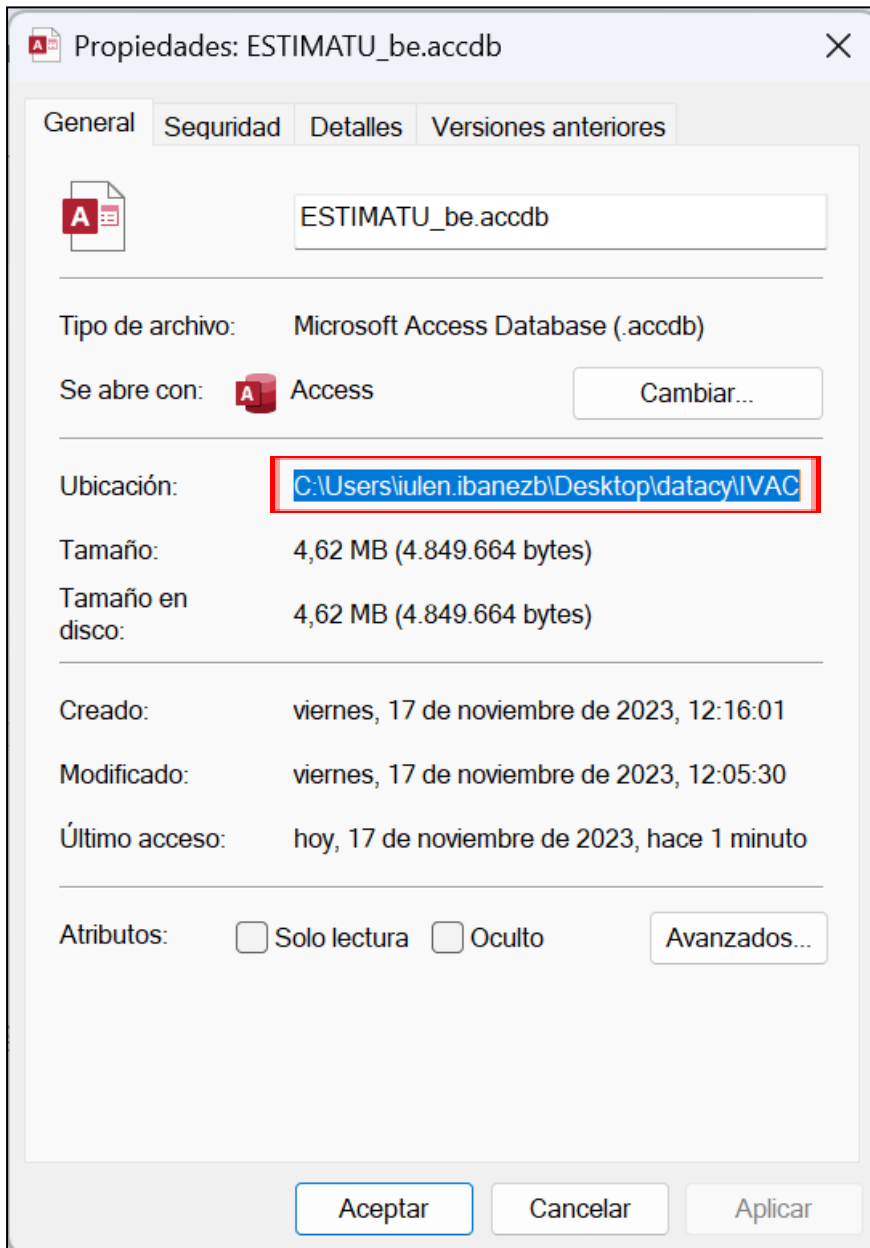 Propiedades: ESTIMATU_be.accdb
General Sequridad Detalles Versiones anteriores
ESTIMATU_be.accdb
Tipo de archivo: Microsoft Access Database (.accdb)
Se abre con: Access Cambiar...
Ubicación: C:\Users\iulen.ibanezb\Desktop\datacy\IVAC
Tamaño: 4,62 MB (4.849.664 bytes)
Tamaño en
disco: 4,62 MB (4.849.664 bytes)
Creado: viernes, 17 de noviembre de 2023, 12:16:01
Modificado: viernes, 17 de noviembre de 2023, 12:05:30
Último acceso: hoy, 17 de noviembre de 2023, hace 1 minuto
Atributos: Solo lectura Oculto Avanzados...
Aceptar Cancelar Aplicar